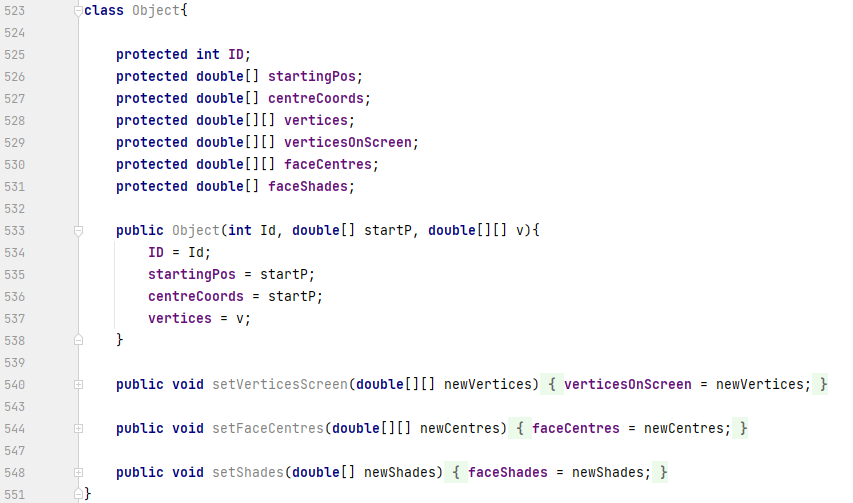 523 class Object{
524
525 protected int ID;
526 protected double[] startingPos;
527 protected double[] centreCoords;
528 protected double[][] vertices;
529 protected double[][] verticesOnScreen;
530 protected double[][] faceCentres;
531 protected double[] faceShades;
532
533 public Object(int Id, double[] startP, double[][] v){
534 ID = Id;
535 startingPos = startP;
536 centreCoords = startP;
537 vertices = v;
538 }
539
540 public void setVerticesScreen(double[][] newVertices) { verticesOnScreen = newVertices; }
543
544 public void setFaceCentres(double[][] newCentres) { faceCentres = newCentres; }
547
548 public void setShades(double[] newShades) { faceShades = newShades; }
551 }